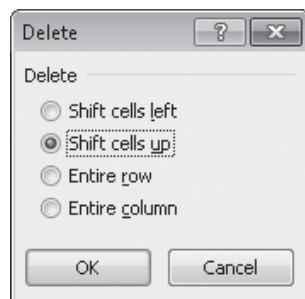 Delete
Delete
Shift cells left
Shift cells up
Entire row
Entire column
OK
Cancel